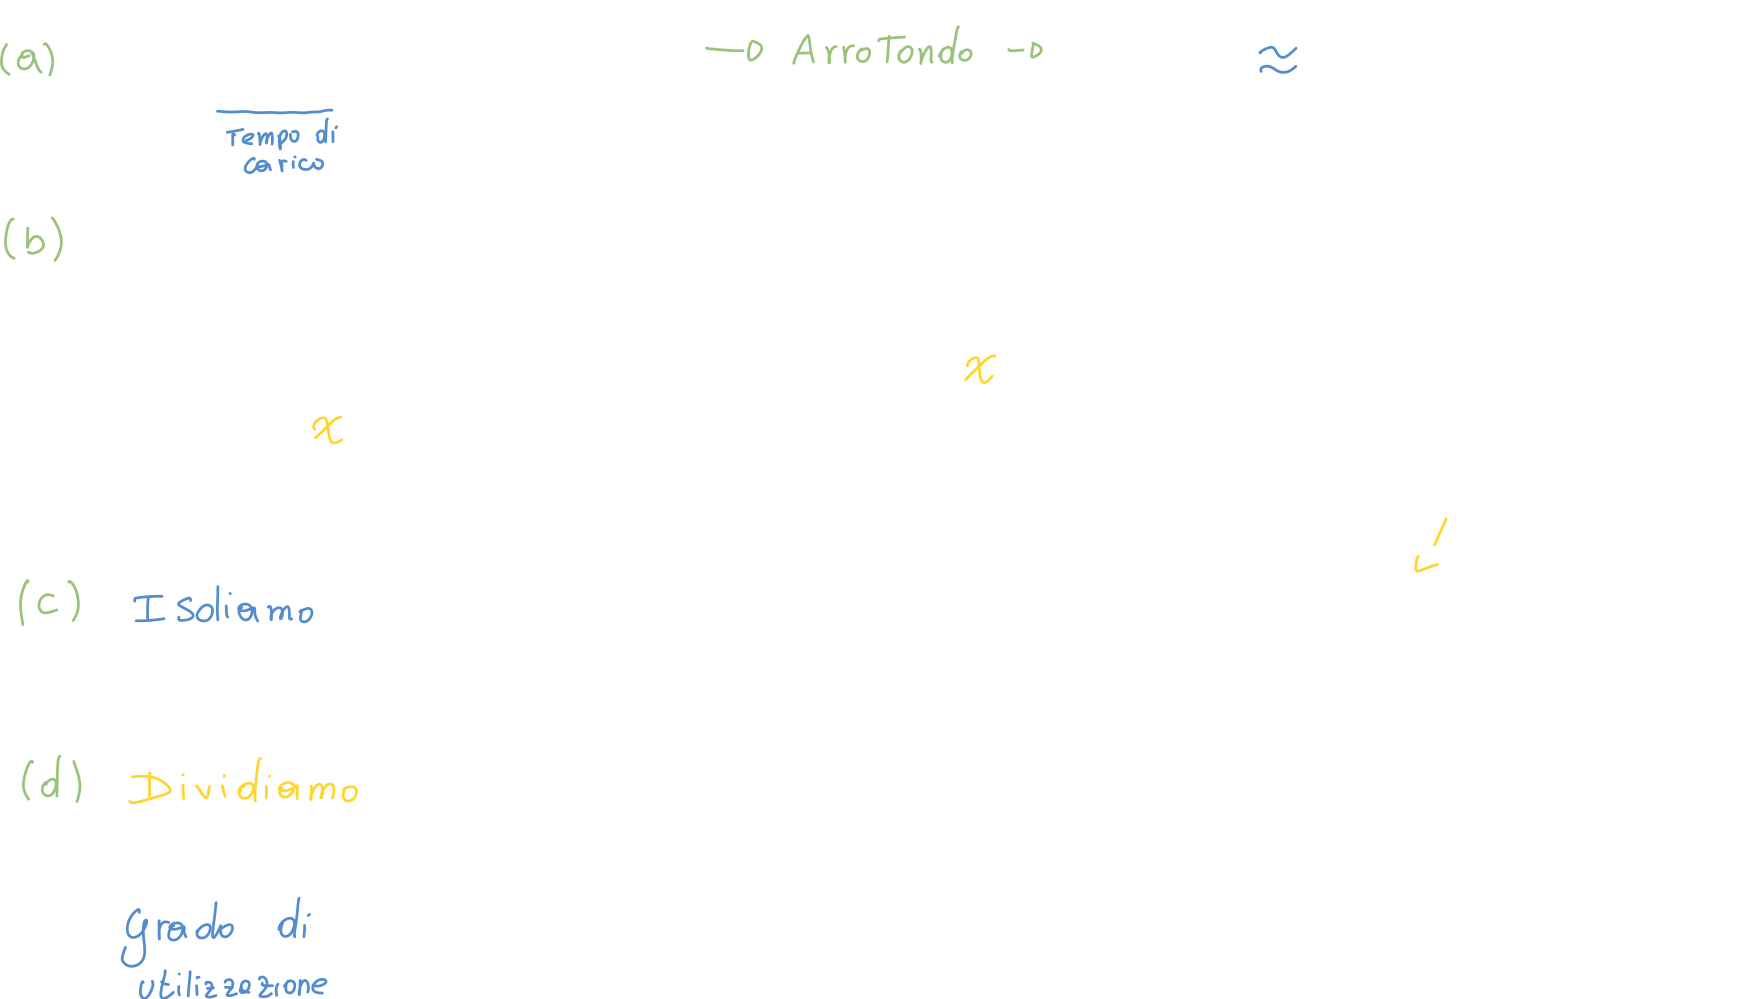 (a) → Arrotondo → ≈
Tempo di
carico
(b)
x
x
(c) Isoliamo
(d) Dividiamo
Grado di
utilizzazione